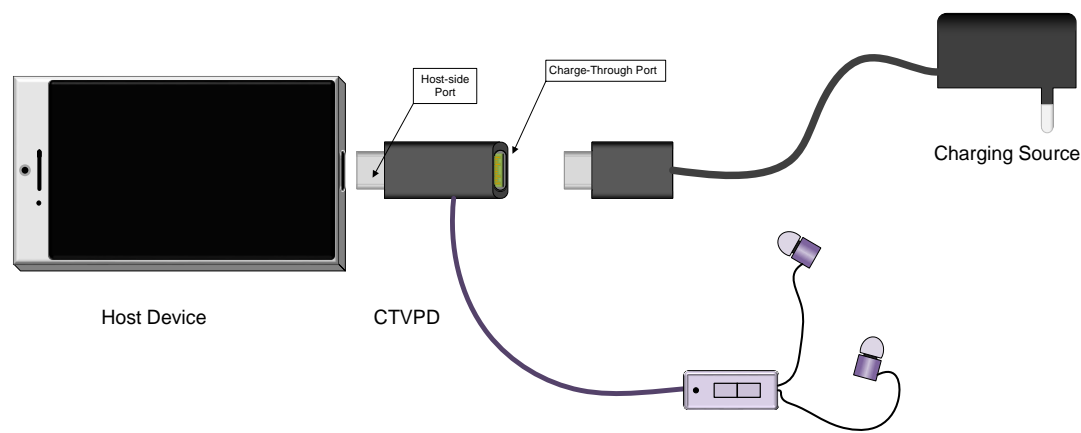 Host-side
Port
Charge-Through Port
Charging Source
Host Device
CTVPD